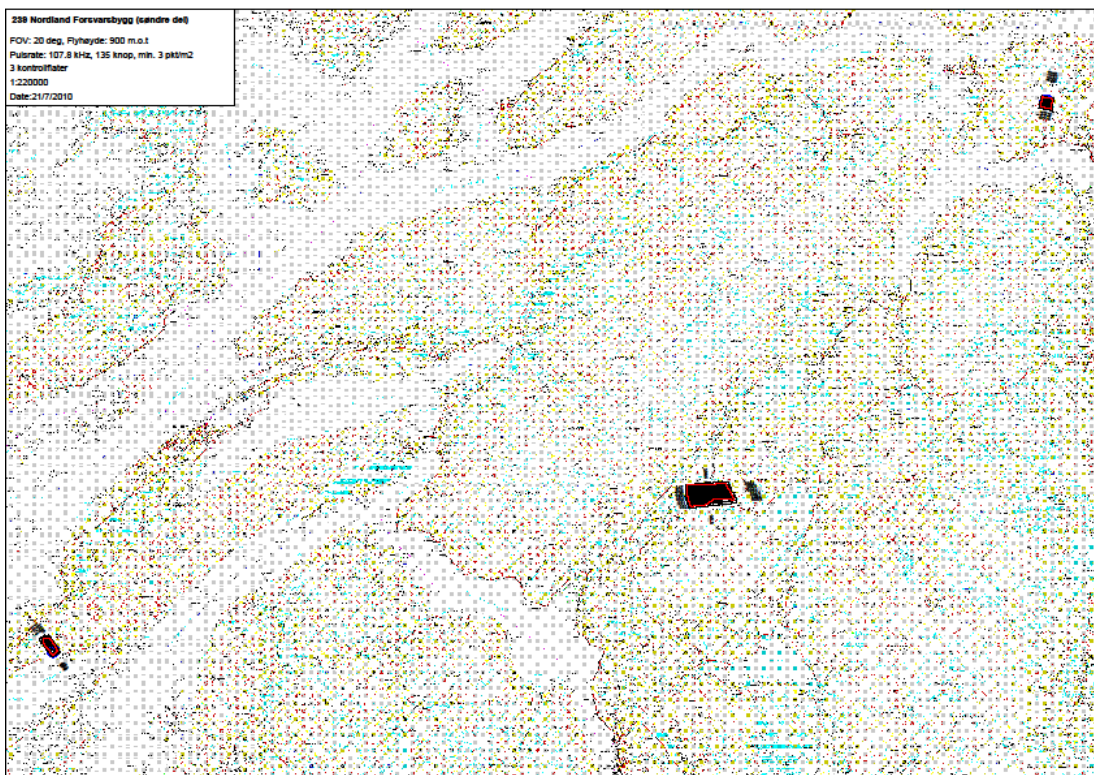 239 Nordland Forsvarsbygg (søndre del)
FOV: 20 deg, Flyhøyde: 900 m.o.t
Pulsrate: 107.8 kHz, 135 knop, min. 3 pkt/m2
3 kontrollflater
1:220000
Date:21/7/2010